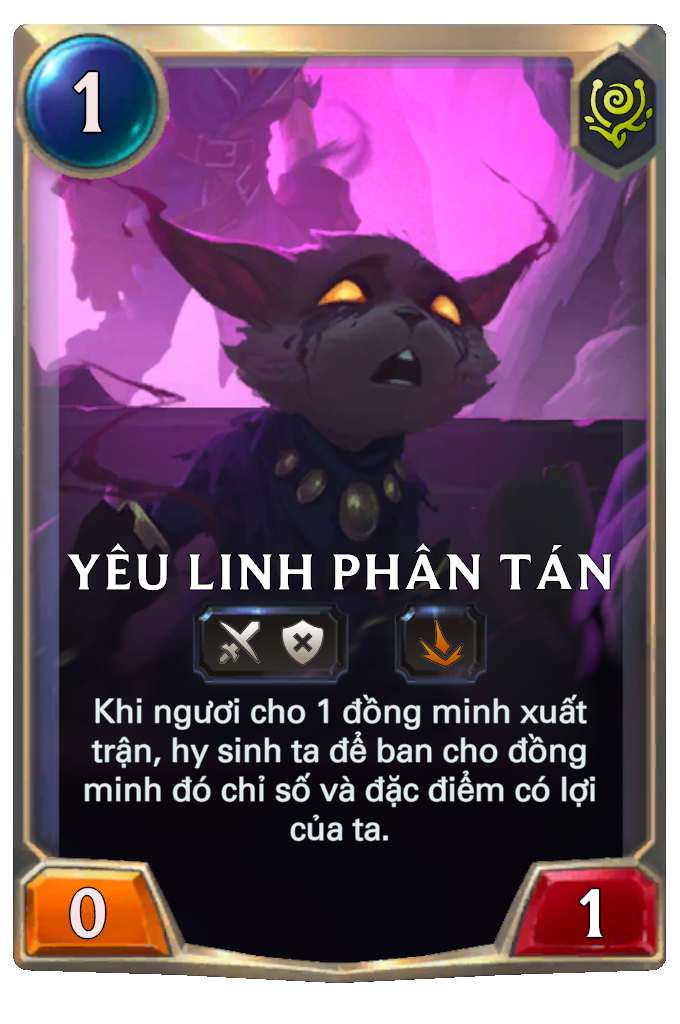 1
YÊU LINH PHÂN TÁN
Khi ngươi cho 1 đồng minh xuất
trận, hy sinh ta để ban cho đồng
minh đó chỉ số và đặc điểm có lợi
của ta.
0
1